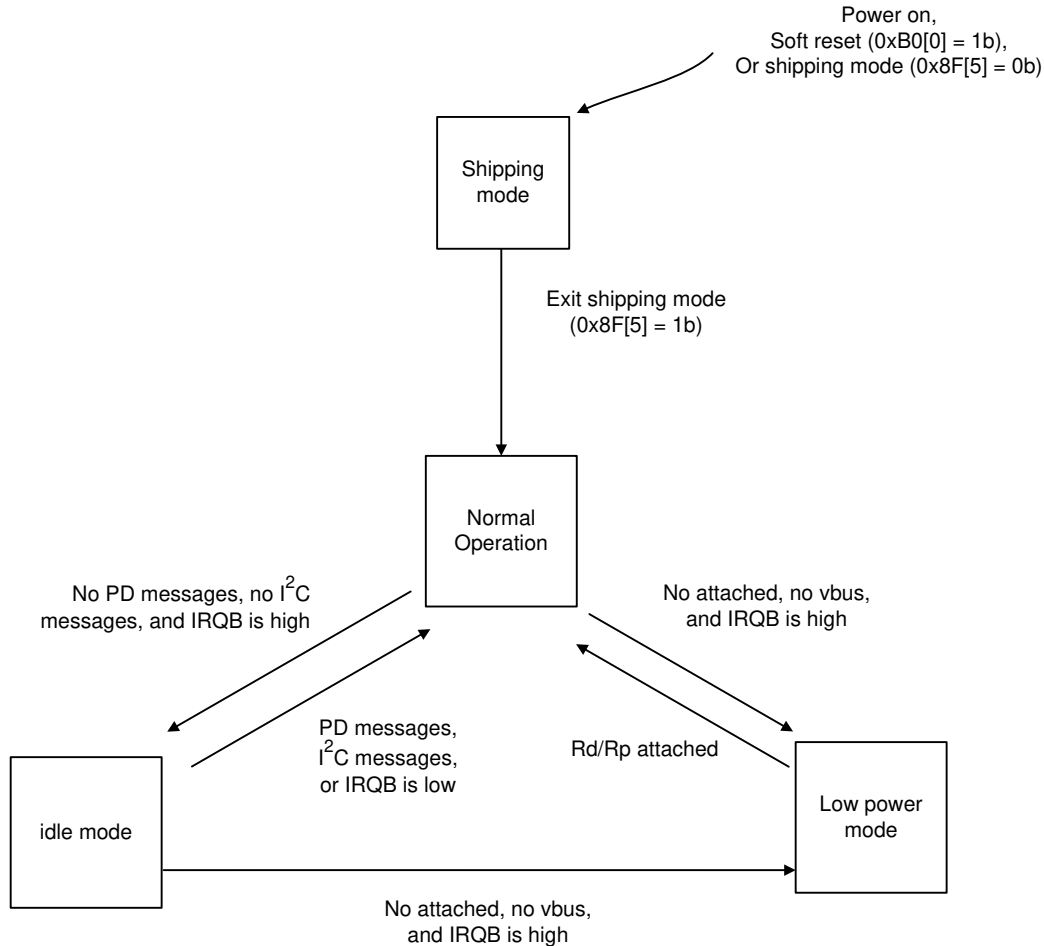 Power on,
Soft reset (0xB0[0] = 1b),
Or shipping mode (0x8F[5] = 0b)
Shipping
mode
Exit shipping mode
(0x8F[5] = 1b)
Normal
Operation
No PD messages, no I²C
messages, and IRQB is high
No attached, no vbus,
and IRQB is high
PD messages,
I²C messages,
or IRQB is low
Rd/Rp attached
idle mode
Low power
mode
No attached, no vbus,
and IRQB is high